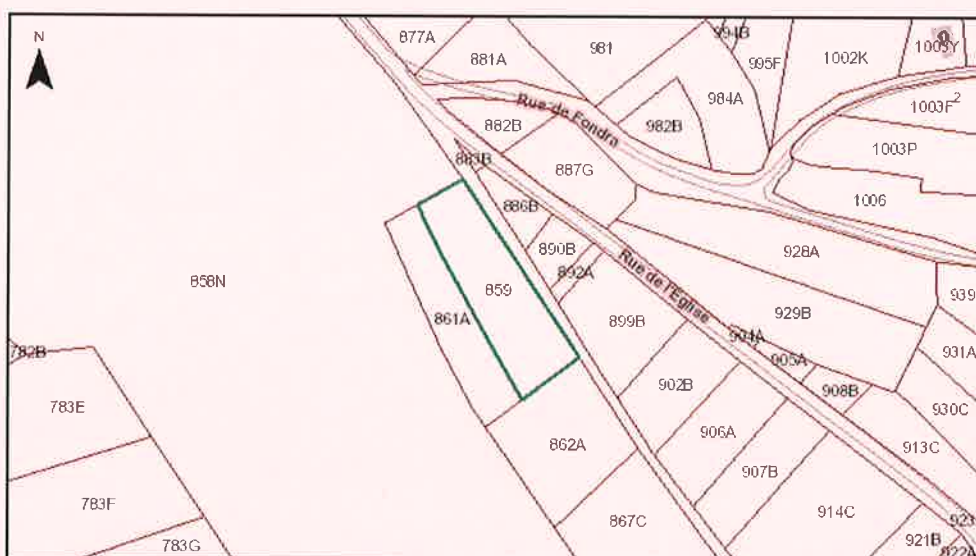 N
877A
881A
981
994B
995F
1002K
1003Y
984A
1003F²
882B
Rue de Fondra
982B
1003P
883B
887G
1006
886B
890B
928A
892A
Rue de l'Eglise
858N
859
939
861A
899B
929B
904A
931A
782B
905A
902B
908B
783E
930C
906A
862A
913C
907B
783F
914C
867C
783G
921B